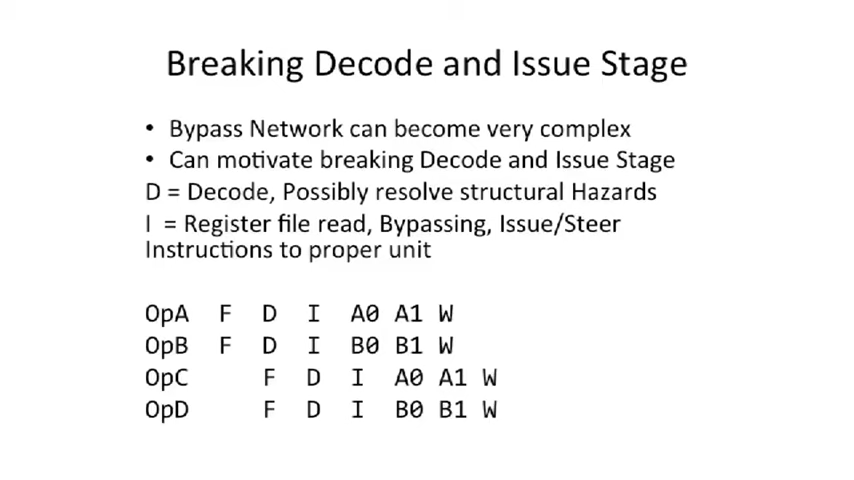 Breaking Decode and Issue Stage
• Bypass Network can become very complex
• Can motivate breaking Decode and Issue Stage
D = Decode, Possibly resolve structural Hazards
I = Register file read, Bypassing, Issue/Steer
Instructions to proper unit
OpA F D I A0 A1 W
OpB F D I B0 B1 W
OpC F D I A0 A1 W
OpD F D I B0 B1 W